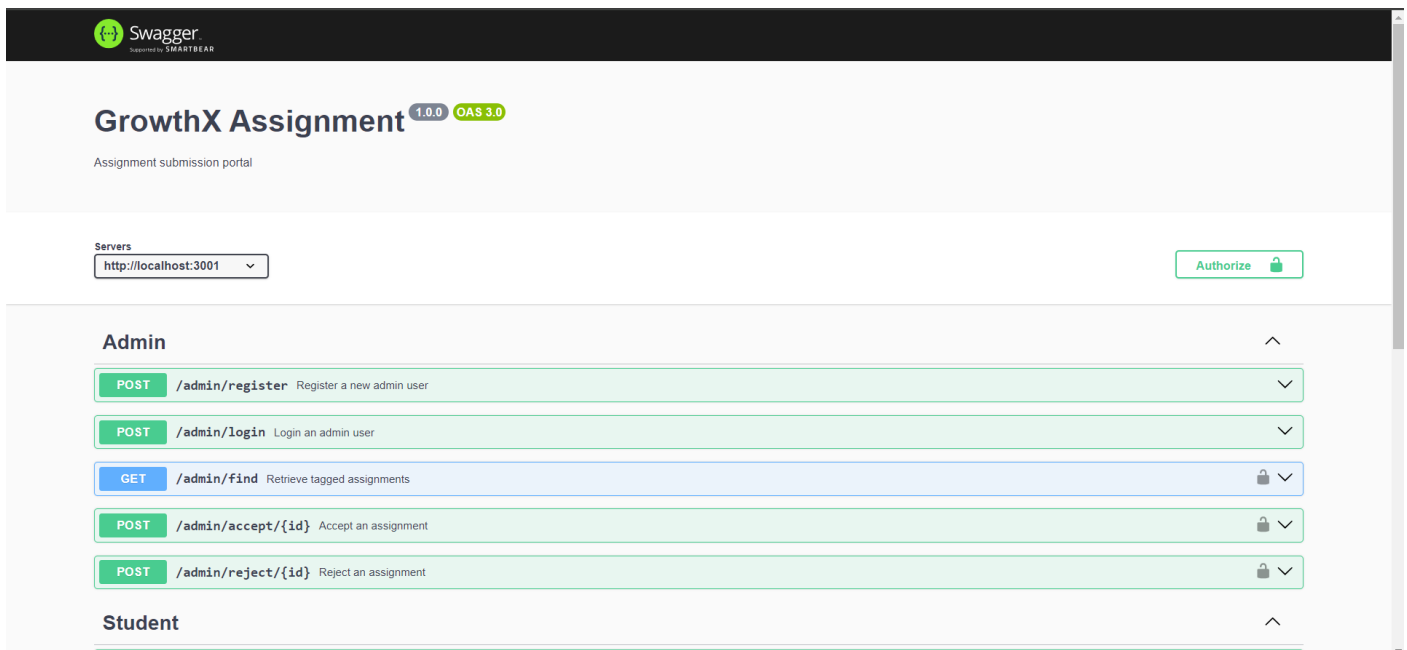 Swagger.
Supported by SMARTBEAR
GrowthX Assignment 1.0.0 OAS 3.0
Assignment submission portal
Servers
http://localhost:3001
Authorize
Admin
POST /admin/register Register a new admin user
POST /admin/login Login an admin user
GET /admin/find Retrieve tagged assignments
POST /admin/accept/{id} Accept an assignment
POST /admin/reject/{id} Reject an assignment
Student